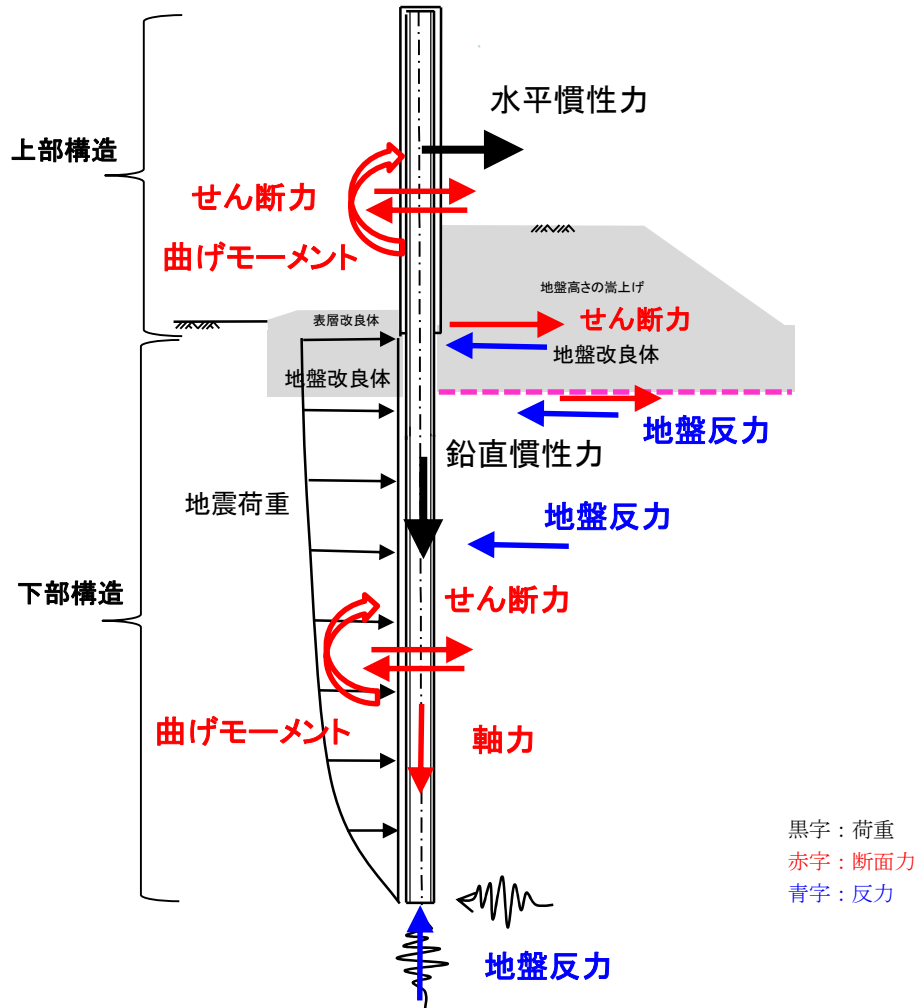 水平慣性力
上部構造
せん断力
曲げモーメント
地盤高さの嵩上げ
表層改良体
せん断力
地盤改良体
地盤改良体
地盤反力
鉛直慣性力
地震荷重
地盤反力
下部構造
せん断力
曲げモーメント
軸力
黒字：荷重
赤字：断面力
青字：反力
地盤反力